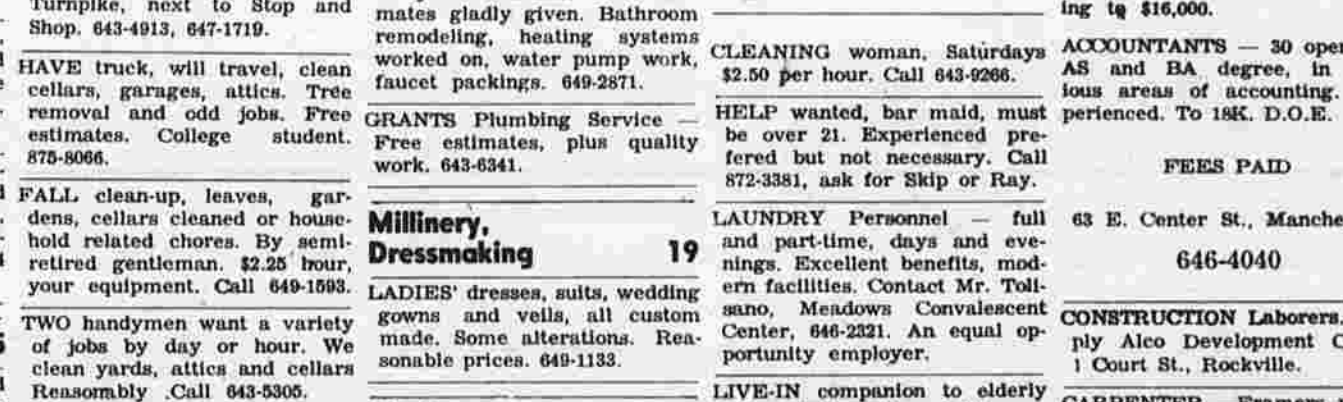 Turnpike, next to Stop and
Shop. 643-4913, 647-1719.
HAVE truck, will travel, clean
cellars, garages, attics. Tree
removal and odd jobs. Free
estimates. College student.
875-8066.
FALL clean-up, leaves, gar-
dens, cellars cleaned or house-
hold related chores. By semi-
retired gentleman. $2.25 hour,
your equipment. Call 649-1593.
TWO handymen want a variety
of jobs by day or hour. We
clean yards, attics and cellars
Reasonably .Call 643-5305.
mates gladly given. Bathroom
remodeling, heating systems
worked on, water pump work,
faucet packings. 649-2871.
GRANTS Plumbing Service —
Free estimates, plus quality
work. 643-6341.
Millinery,
Dressmaking 19
LADIES' dresses, suits, wedding
gowns and veils, all custom
made. Some alterations. Rea-
sonable prices. 649-1133.
CLEANING woman, Saturdays
$2.50 per hour. Call 643-9266.
HELP wanted, bar maid, must
be over 21. Experienced pre-
fered but not necessary. Call
872-3381, ask for Skip or Ray.
LAUNDRY Personnel — full
and part-time, days and eve-
nings. Excellent benefits, mod-
ern facilities. Contact Mr. Toli-
sano, Meadows Convalescent
Center, 646-2321. An equal op-
portunity employer.
LIVE-IN companion to elderly
ing to $16,000.
ACCOUNTANTS — 30 ope
AS and BA degree, in
ious areas of accounting.
perienced. To 18K. D.O.E.
FEES PAID
63 E. Center St., Manche
646-4040
CONSTRUCTION Laborers.
ply Alco Development
1 Court St., Rockville.